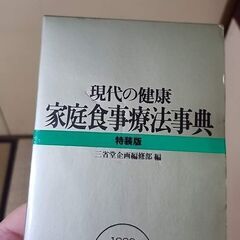 現代の健康
家庭食事療法事典
特装版
三省堂企画編修部 編